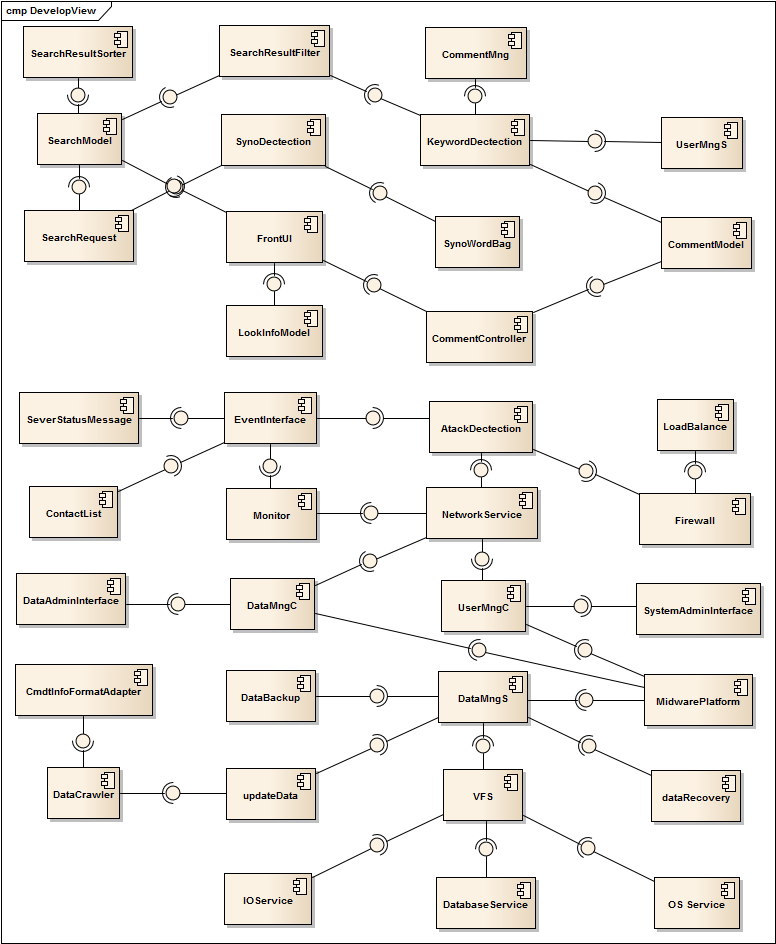 cmp DevelopView
SearchResultSorter
SearchResultFilter
CommentMng
SearchModel
SynoDectection
KeywordDectection
UserMngS
SearchRequest
FrontUI
SynoWordBag
CommentModel
LookInfoModel
CommentController
SeverStatusMessage
EventInterface
AtackDectection
LoadBalance
ContactList
Monitor
NetworkService
Firewall
DataAdminInterface
DataMngC
UserMngC
SystemAdminInterface
CmdtInfoFormatAdapter
DataBackup
DataMngS
MidwarePlatform
DataCrawler
updateData
VFS
dataRecovery
IOService
DatabaseService
OS Service